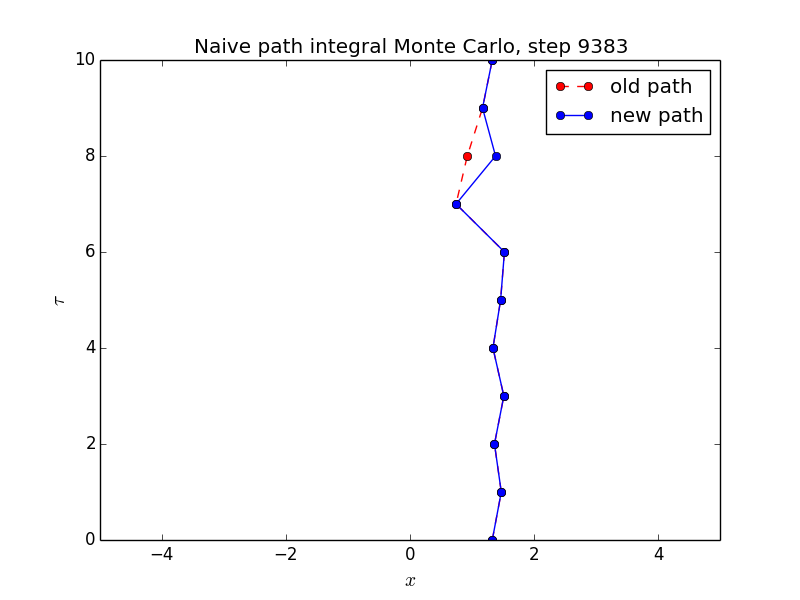 Naive path integral Monte Carlo, step 9383
old path
new path
10
8
6
4
2
0
τ
−4 −2 0 2 4
x